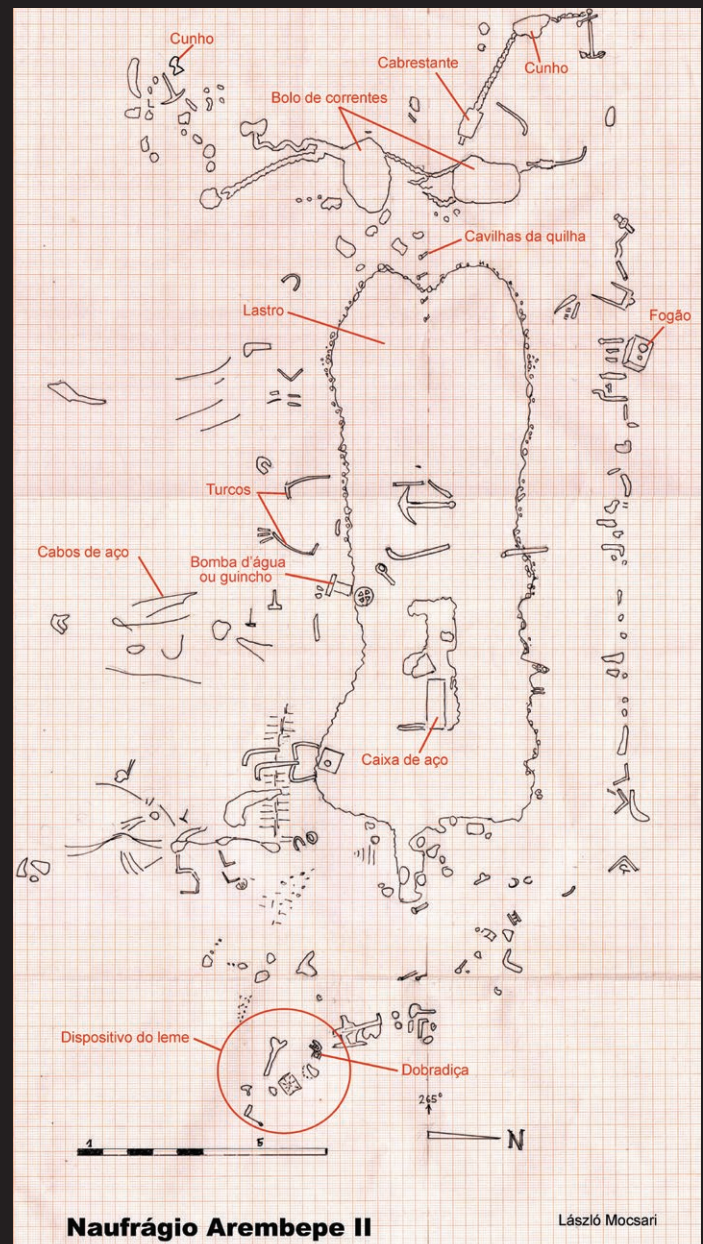 Cunho
Cabrestante
Cunho
Bolo de correntes
Cavilhas da quilha
Lastro
Fogão
Turcos
Cabos de aço
Bomba d'água
ou guincho
Caixa de aço
Dispositivo do leme
Dobradiça
265°
N
1
5
Naufrágio Arembepe II
László Mocsari